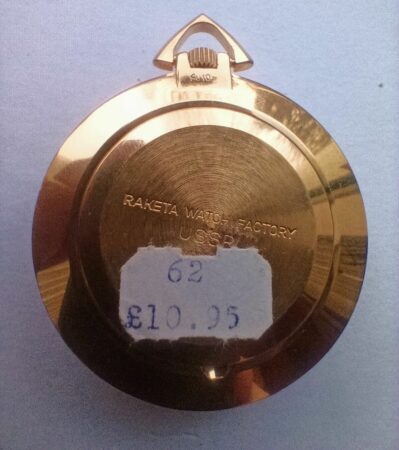 RAKETA WATCH FACTORY
USSR
62
£10.95